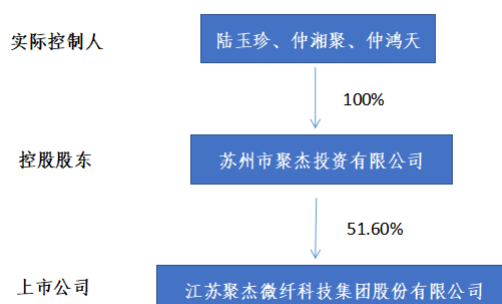 实际控制人
陆玉珍、仲湘聚、仲鸿天
100%
控股股东
苏州市聚杰投资有限公司
51.60%
上市公司
江苏聚杰微纤科技集团股份有限公司